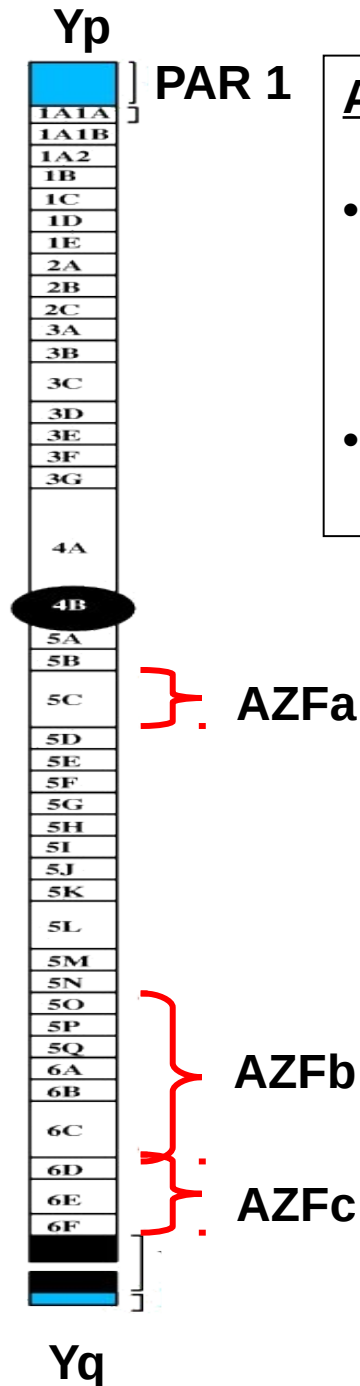 Yp
PAR 1
A
•
•
1A1A
1A1B
1A2
1B
1C
1D
1E
2A
2B
2C
3A
3B
3C
3D
3E
3F
3G
4A
4B
5A
5B
5C
AZFa
5D
5E
5F
5G
5H
5I
5J
5K
5L
5M
5N
5O
5P
5Q
6A
6B
AZFb
6C
6D
6E
AZFc
6F
Yq